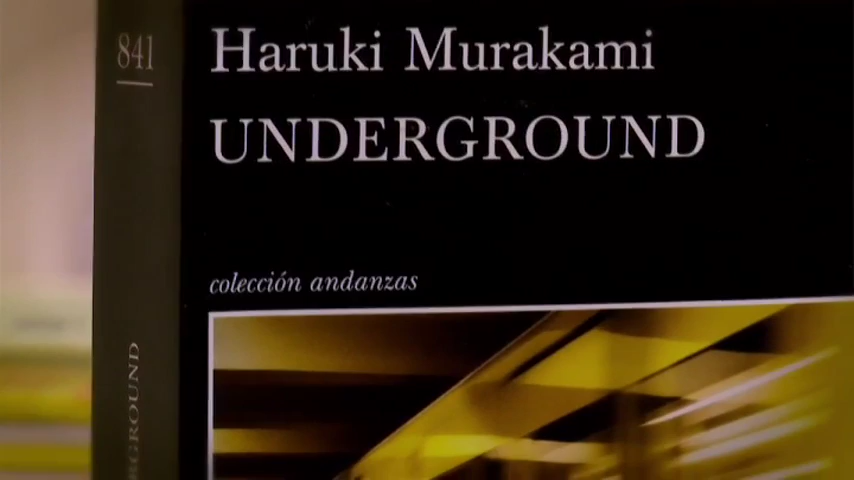 841
Haruki Murakami
UNDERGROUND
colección andanzas
RGROUND